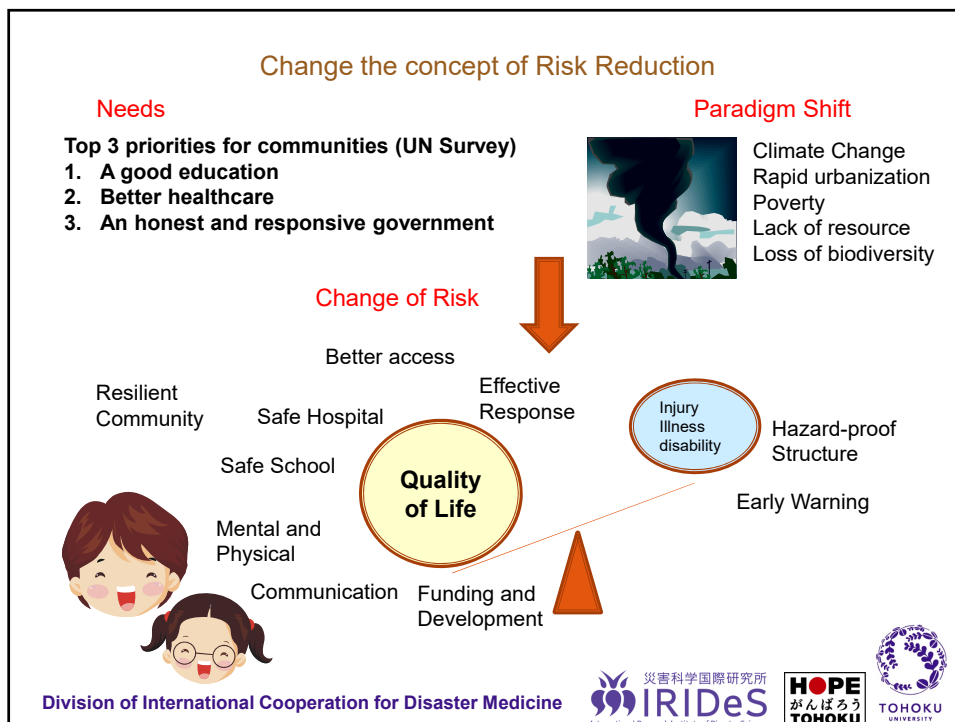 Change the concept of Risk Reduction
Needs
Top 3 priorities for communities (UN Survey)
1. A good education
2. Better healthcare
3. An honest and responsive government
Paradigm Shift
Climate Change
Rapid urbanization
Poverty
Lack of resource
Loss of biodiversity
Change of Risk
Better access
Resilient
Community
Safe Hospital
Effective
Response
Safe School
Quality
of Life
Injury
Illness
disability
Hazard-proof
Structure
Early Warning
Mental and
Physical
Communication
Funding and
Development
Division of International Cooperation for Disaster Medicine
災害科学国際研究所
IRIDeS
HOPE
がんばろう
TOHOKU
TOHOKU
UNIVERSITY